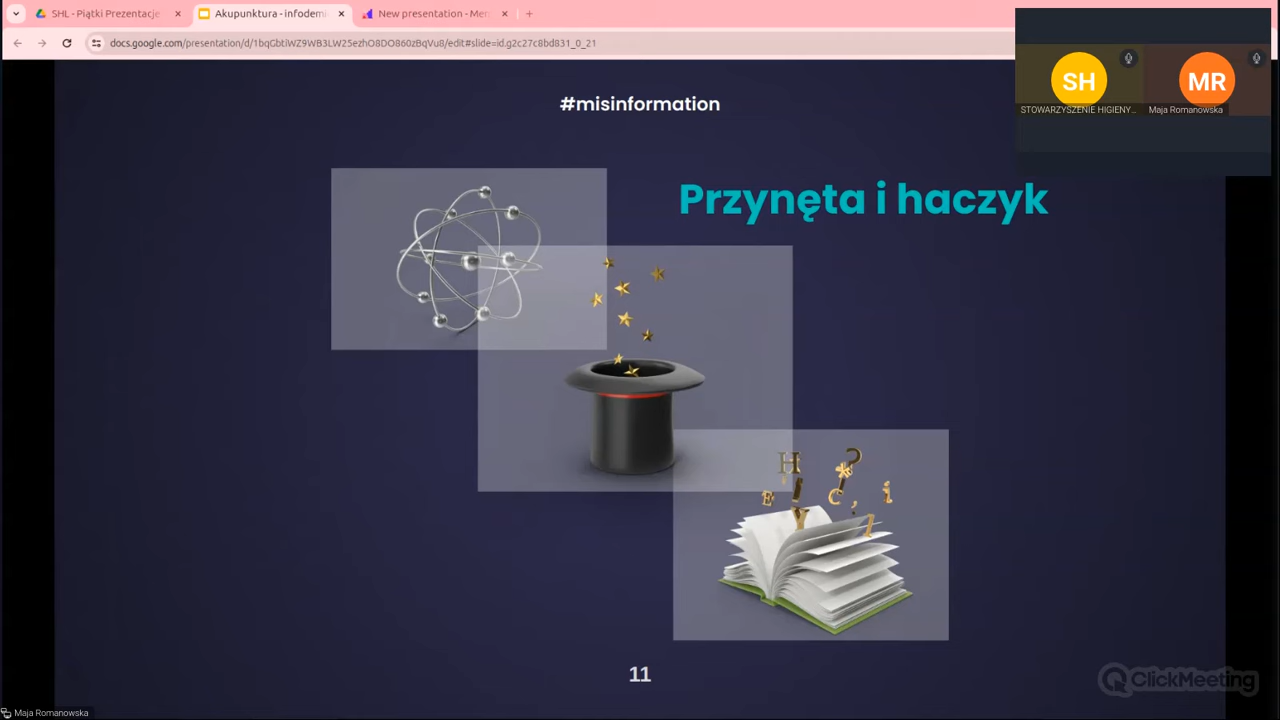 SHL - Piątki Prezentacje
Akupunktura - infodemi
New presentation - Men
docs.google.com/presentation/d/1bqGbtiWZ9WB3LW25ezhO8DO860zBqVu8/edit#slide=id.g2c27c8bd831_0_21
SH
MR
STOWARZYSZENIE HIGIENY...
Maja Romanowska
#misinformation
Przynęta i haczyk
H ?
E C , i
Y
11
ClickMeeting
Maja Romanowska